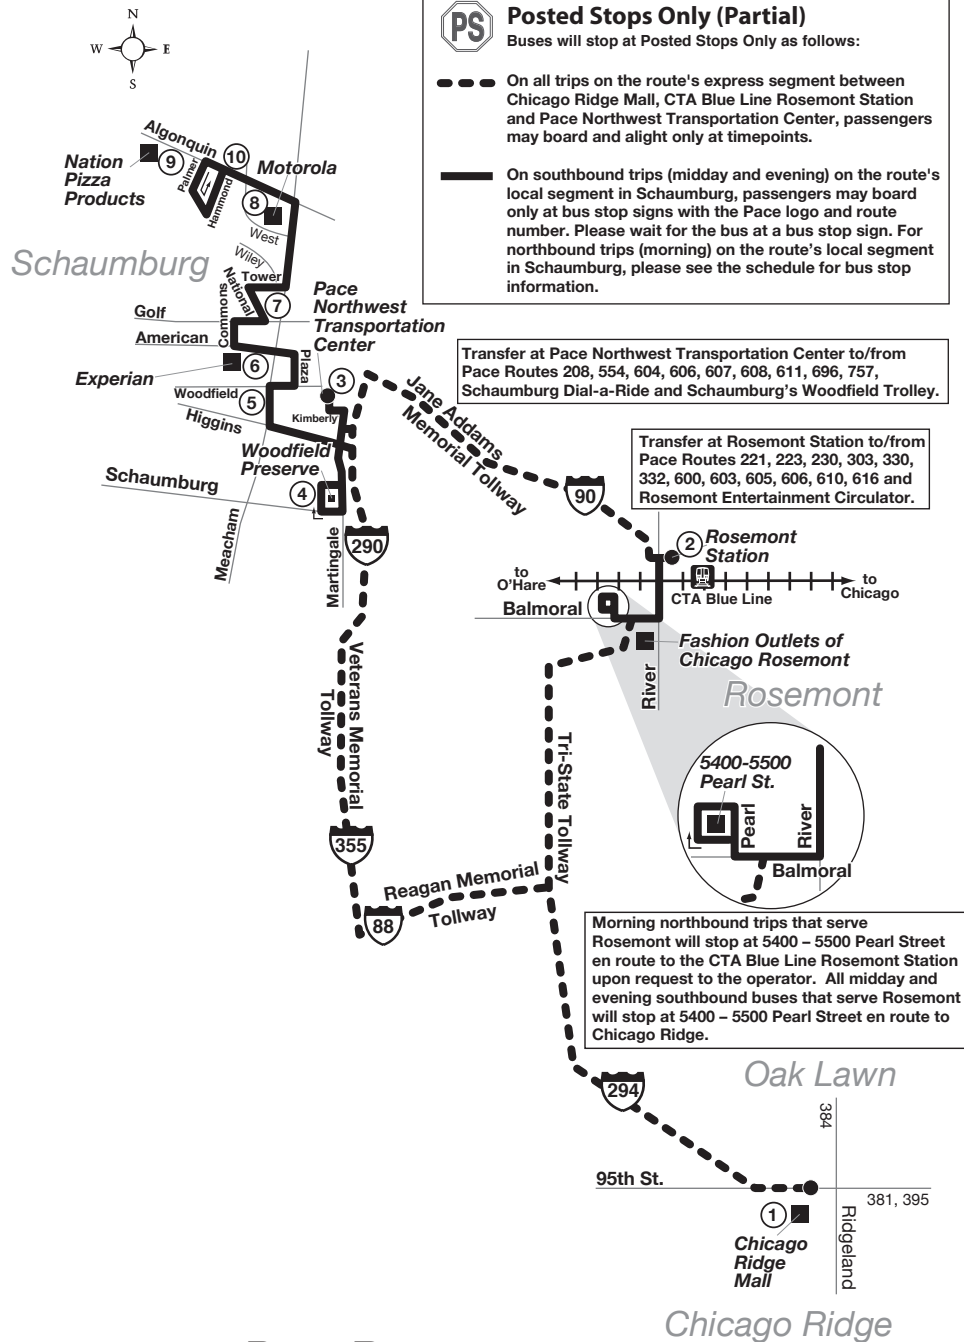 N
W
E
S
PS
Posted Stops Only (Partial)
Buses will stop at Posted Stops Only as follows:
On all trips on the route's express segment between
Chicago Ridge Mall, CTA Blue Line Rosemont Station
and Pace Northwest Transportation Center, passengers
may board and alight only at timepoints.
On southbound trips (midday and evening) on the route's
local segment in Schaumburg, passengers may board
only at bus stop signs with the Pace logo and route
number. Please wait for the bus at a bus stop sign. For
northbound trips (morning) on the route's local segment
in Schaumburg, please see the schedule for bus stop
information.
Algonquin
10
Nation
Pizza
Products
9
Palmer
Hammond
Motorola
8
West
Wiley
Schaumburg
Tower
National
7
Pace
Northwest
Transportation
Center
Golf
Commons
American
Plaza
Experian
6
3
Woodfield
5
Kimberly
Higgins
Woodfield
Preserve
4
Schaumburg
Meacham
Martingale
290
Transfer at Pace Northwest Transportation Center to/from
Pace Routes 208, 554, 604, 606, 607, 608, 611, 696, 757,
Schaumburg Dial-a-Ride and Schaumburg's Woodfield Trolley.
Jane Addams
Memorial Tollway
90
Transfer at Rosemont Station to/from
Pace Routes 221, 223, 230, 303, 330,
332, 600, 603, 605, 606, 610, 616 and
Rosemont Entertainment Circulator.
2
Rosemont
Station
to
O'Hare
CTA Blue Line
to
Chicago
Balmoral
Fashion Outlets of
Chicago Rosemont
River
Rosemont
Veterans Memorial
Tollway
355
Tri-State Tollway
5400-5500
Pearl St.
Pearl
River
Balmoral
Reagan Memorial
Tollway
88
Morning northbound trips that serve
Rosemont will stop at 5400 – 5500 Pearl Street
en route to the CTA Blue Line Rosemont Station
upon request to the operator.  All midday and
evening southbound buses that serve Rosemont
will stop at 5400 – 5500 Pearl Street en route to
Chicago Ridge.
Oak Lawn
294
384
95th St.
381, 395
1
Chicago
Ridge
Mall
Ridgeland
Chicago Ridge